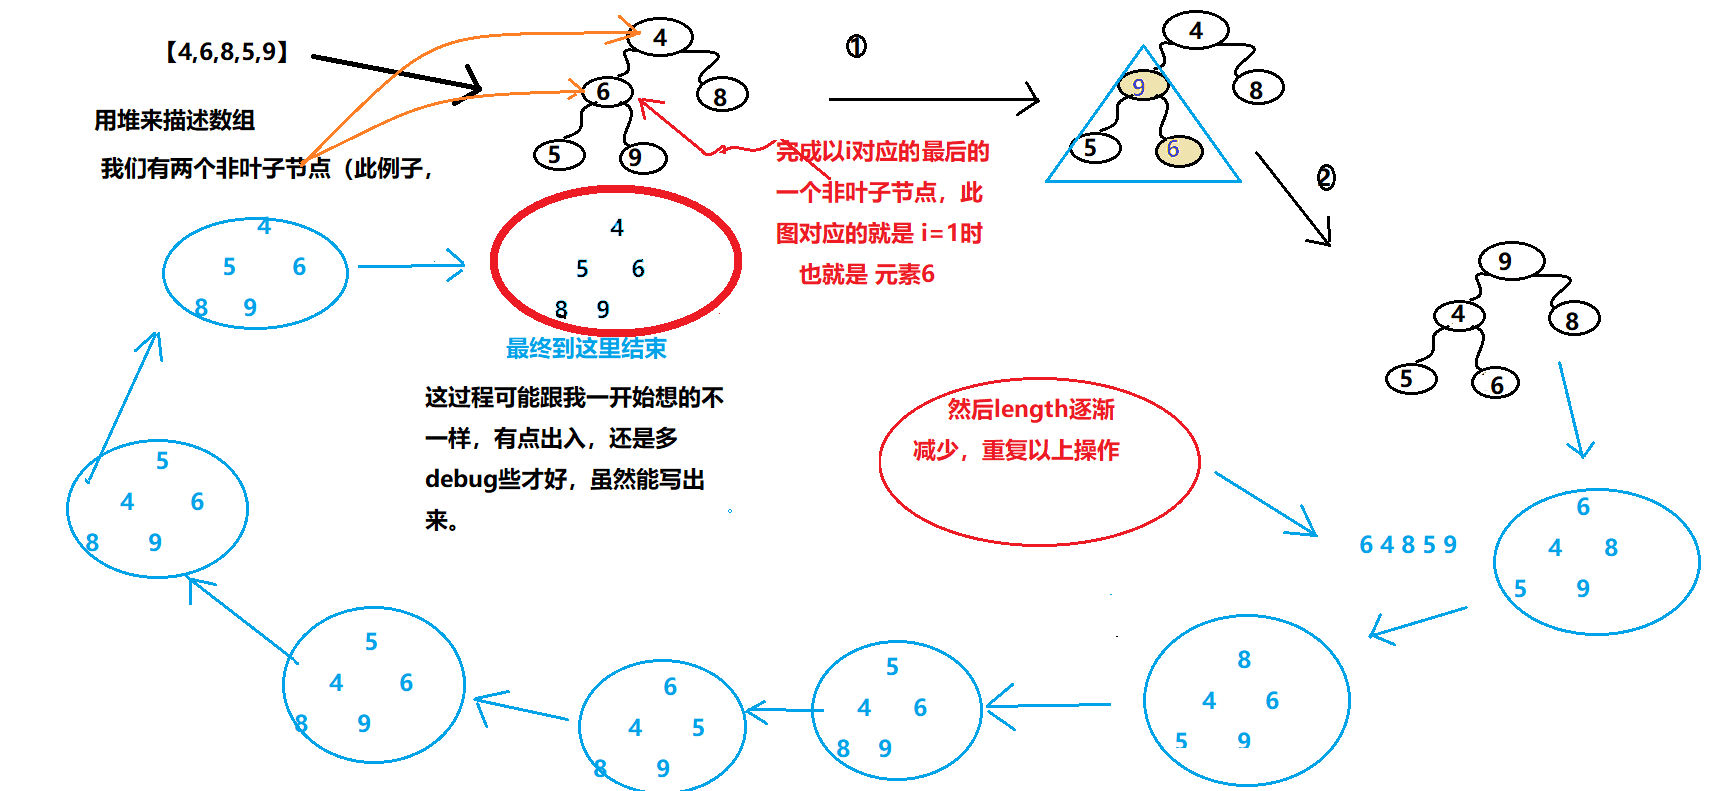 【4,6,8,5,9】
用堆来描述数组
我们有两个非叶子节点（此例子，
4
6 8
5 9
①
4
9 8
5 6
②
完成以i对应的最后的
一个非叶子节点，此
图对应的就是 i=1时
也就是 元素6
9
4 8
5 6
然后length逐渐
减少，重复以上操作
6 4 8 5 9
6
4 8
5 9
8
4 6
5 9
5
4 6
8 9
6
4 5
8 9
5
4 6
8 9
5
4 6
8 9
4
5 6
8 9
4
5 6
8 9
最终到这里结束
这过程可能跟我一开始想的不
一样，有点出入，还是多
debug些才好，虽然能写出
来。